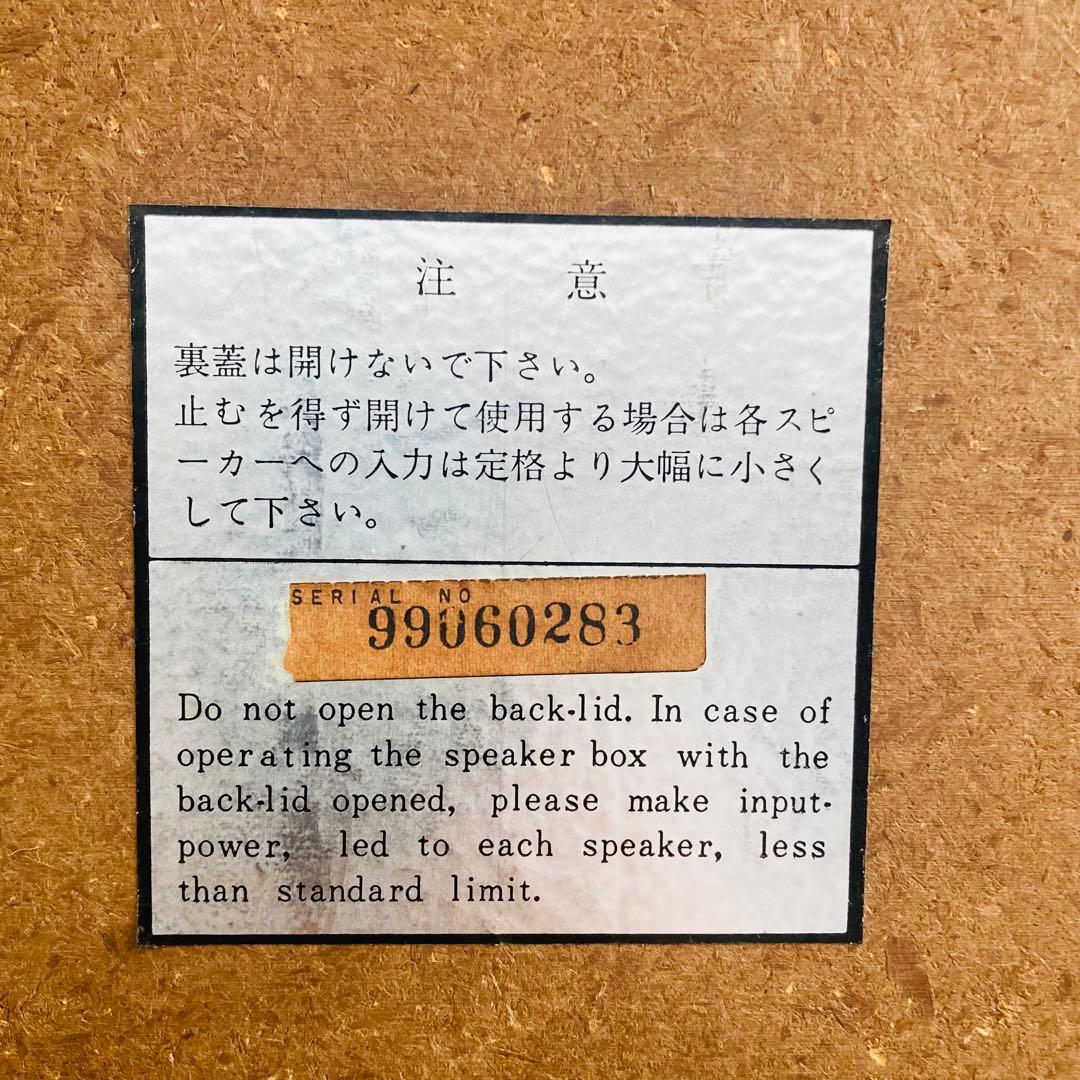 注 意
裏蓋は開けないで下さい。
止むを得ず開けて使用する場合は各スピ
ーカーへの入力は定格より大幅に小さく
して下さい。
SERIAL NO
99060283
Do not open the back-lid. In case of
operating the speaker box with the
back-lid opened, please make input-
power, led to each speaker, less
than standard limit.